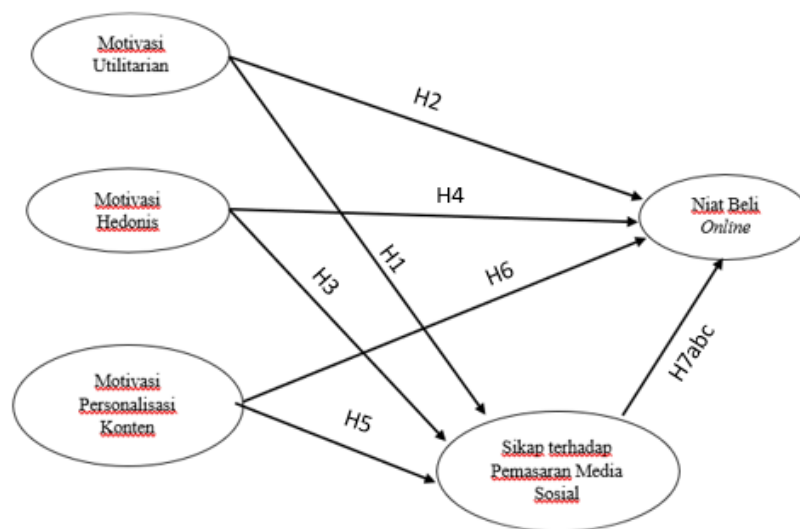 Motivasi
Utilitarian
H2
Motivasi
Hedonis
H4
Niat Beli
Online
H3
H1
H6
H7abc
Motivasi
Personalisasi
Konten
H5
Sikap terhadap
Pemasaran Media
Sosial